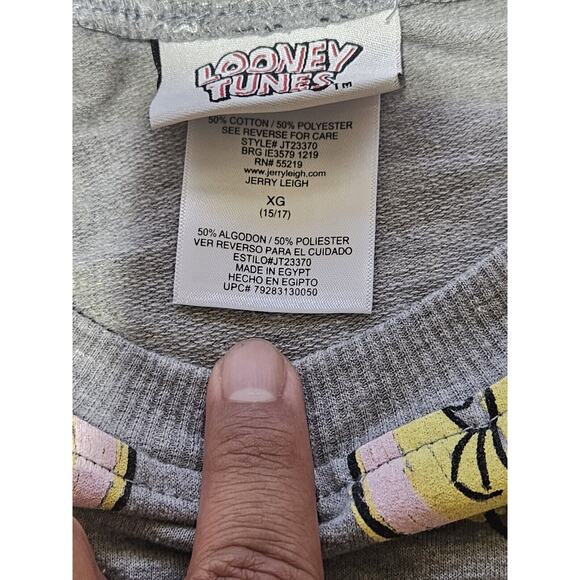 LOONEY
TUNES
50% COTTON / 50% POLYESTER
SEE REVERSE FOR CARE
STYLE# JT23370
BRG IE3579 1219
RN# 55219
www.jerryleigh.com
JERRY LEIGH
XG
(15/17)
50% ALGODON / 50% POLIESTER
VER REVERSO PARA EL CUIDADO
ESTILO#JT23370
MADE IN EGYPT
HECHO EN EGIPTO
UPC# 79283130050